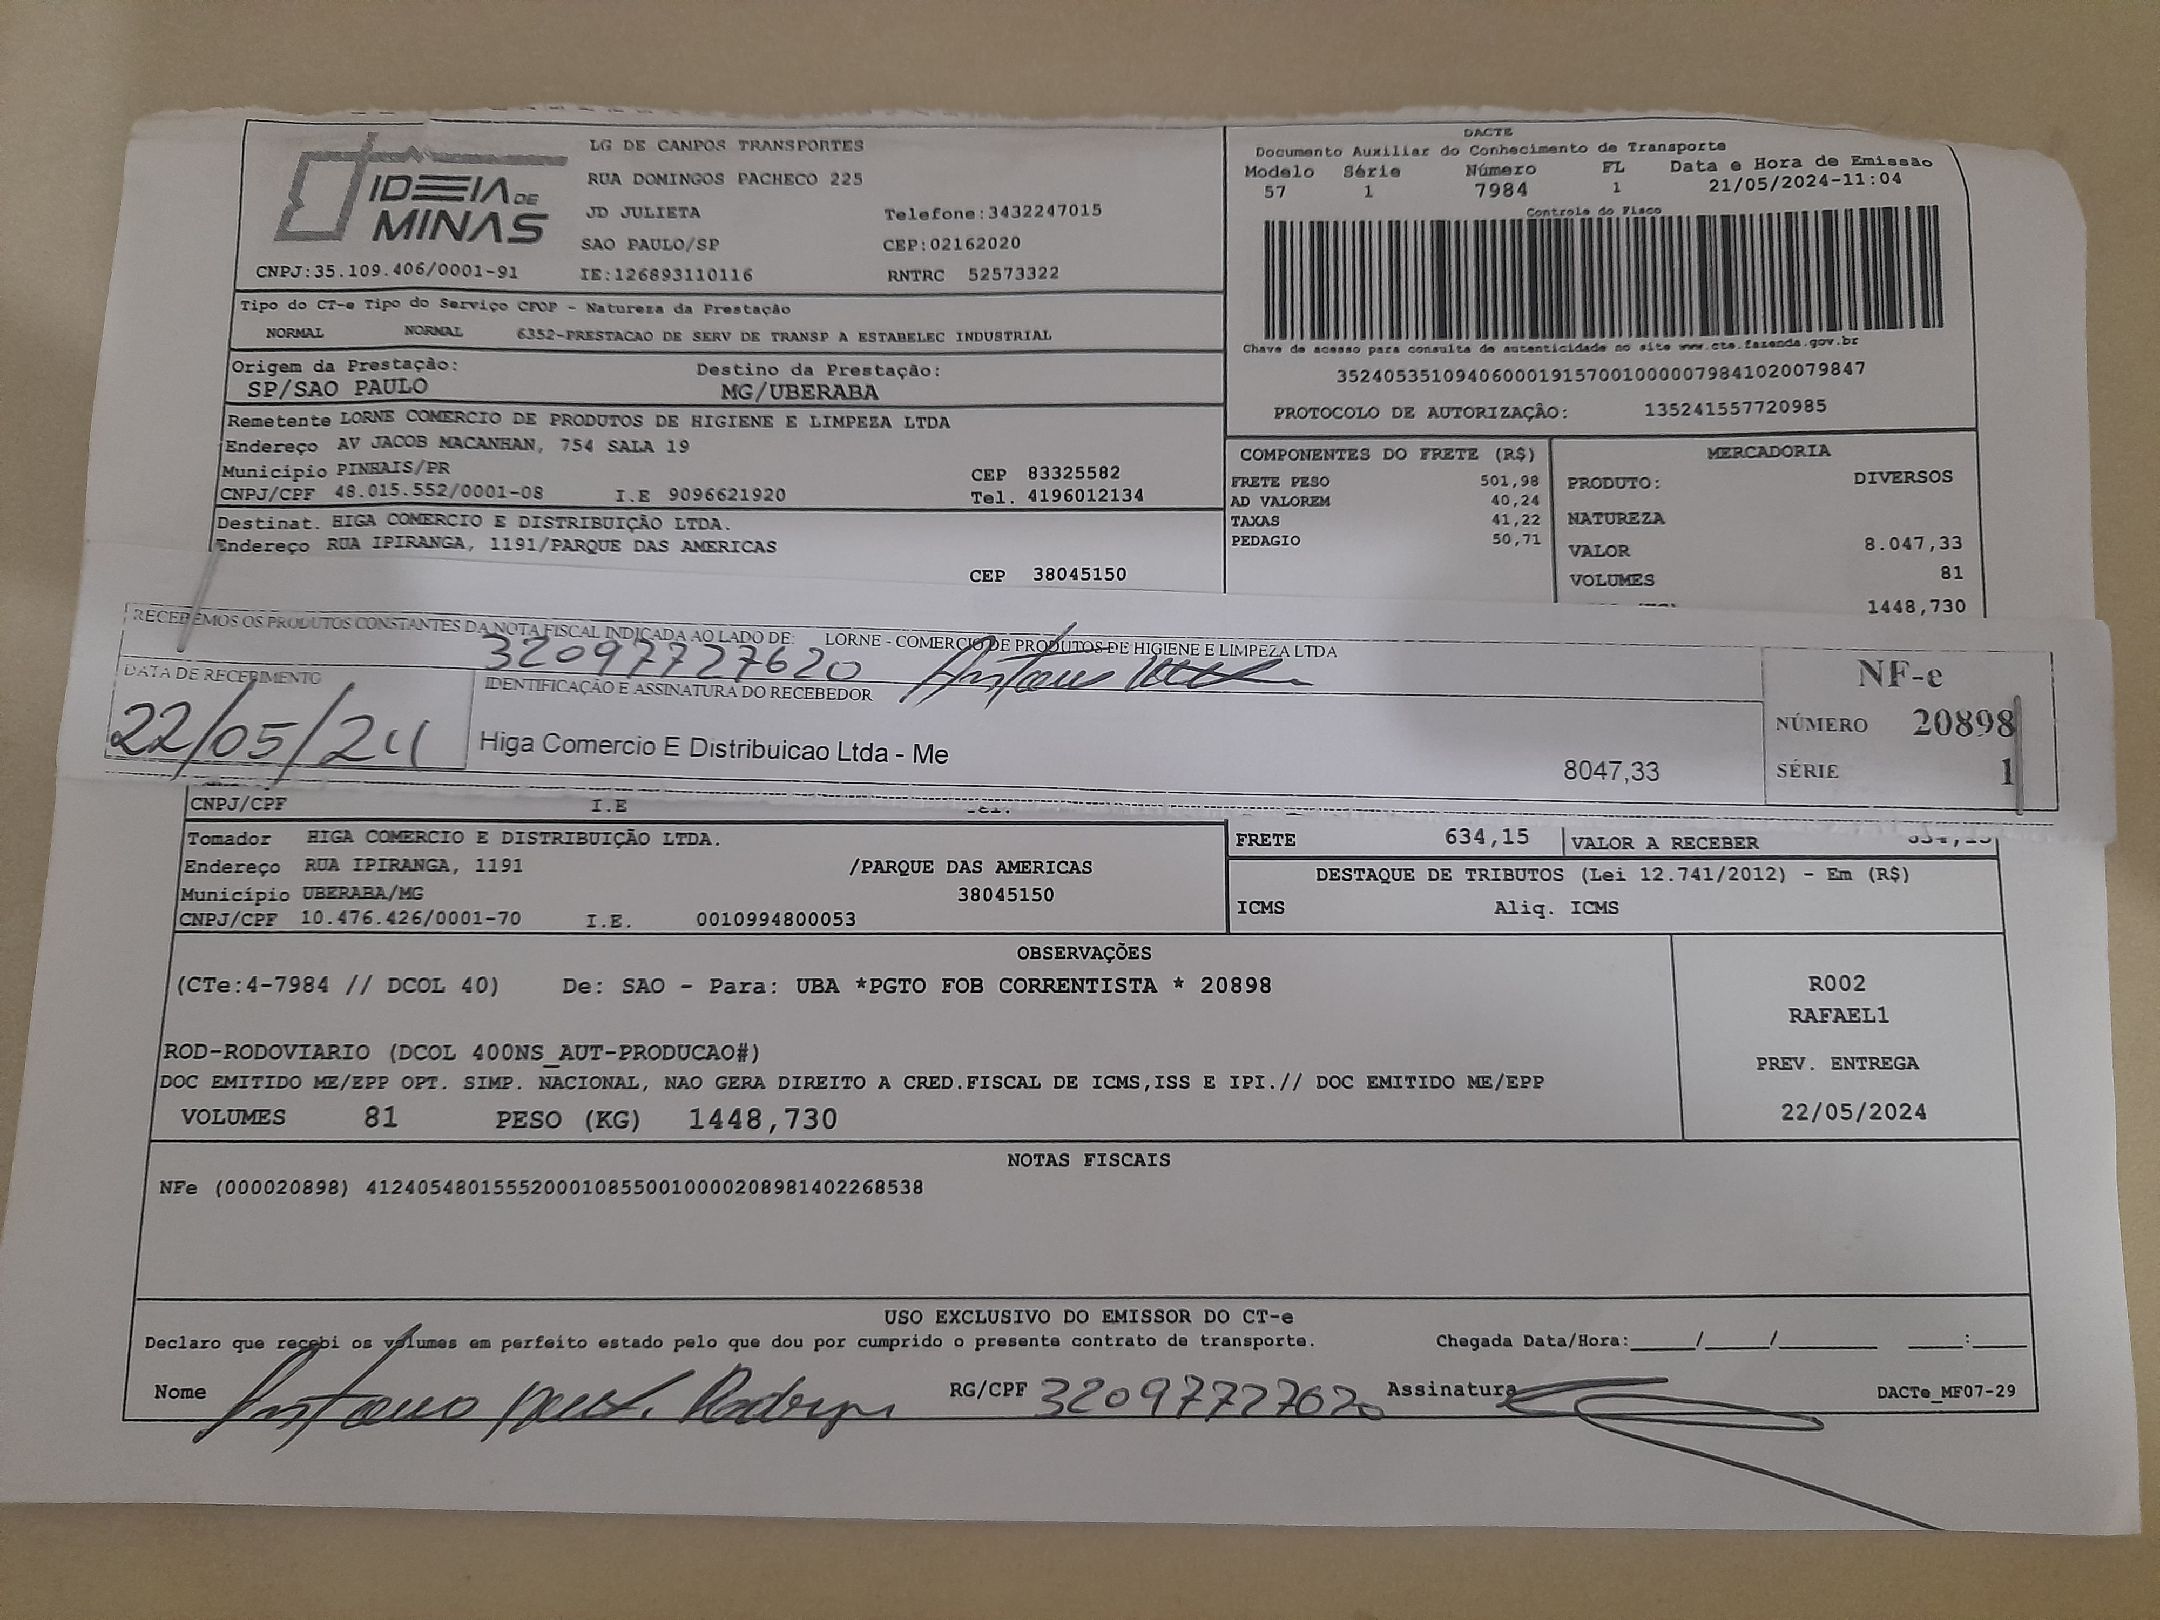 IDEIA DE
MINAS
CNPJ:35.109.406/0001-91
LG DE CAMPOS TRANSPORTES
RUA DOMINGOS PACHECO 225
JD JULIETA Telefone:3432247015
SAO PAULO/SP CEP:02162020
IE:126893110116 RNTRC 52573322
DACTE
Documento Auxiliar do Conhecimento de Transporte
Modelo Série Número FL Data e Hora de Emissão
57 1 7984 1 21/05/2024-11:04
Controle do Fisco
Chave de acesso para consulta de autenticidade no site www.cte.fazenda.gov.br
35240535109406000191570010000079841020079847
PROTOCOLO DE AUTORIZAÇÃO: 135241557720985
Tipo do CT-e Tipo do Serviço CFOP - Natureza da Prestação
NORMAL NORMAL 6352-PRESTACAO DE SERV DE TRANSP A ESTABELEC INDUSTRIAL
Origem da Prestação: Destino da Prestação:
SP/SAO PAULO MG/UBERABA
Remetente LORNE COMERCIO DE PRODUTOS DE HIGIENE E LIMPEZA LTDA
Endereço AV JACOB MACANHAN, 754 SALA 19
Município PINHAIS/PR CEP 83325582
CNPJ/CPF 48.015.552/0001-08 I.E 9096621920 Tel. 4196012134
Destinat. HIGA COMERCIO E DISTRIBUIÇÃO LTDA.
Endereço RUA IPIRANGA, 1191/PARQUE DAS AMERICAS
CEP 38045150
COMPONENTES DO FRETE (R$)
FRETE PESO 501,98
AD VALOREM 40,24
TAXAS 41,22
PEDAGIO 50,71
MERCADORIA
PRODUTO: DIVERSOS
NATUREZA
VALOR 8.047,33
VOLUMES 81
1448,730
RECEBEMOS OS PRODUTOS CONSTANTES DA NOTA FISCAL INDICADA AO LADO DE: LORNE - COMERCIO DE PRODUTOS DE HIGIENE E LIMPEZA LTDA
32097727620
DATA DE RECEBIMENTO
22/05/24
IDENTIFICAÇÃO E ASSINATURA DO RECEBEDOR
Higa Comercio E Distribuicao Ltda - Me
8047,33
NF-e
NÚMERO 20898
SÉRIE 1
CNPJ/CPF I.E
Tomador HIGA COMERCIO E DISTRIBUIÇÃO LTDA.
Endereço RUA IPIRANGA, 1191 /PARQUE DAS AMERICAS
Município UBERABA/MG 38045150
CNPJ/CPF 10.476.426/0001-70 I.E. 0010994800053
FRETE 634,15 VALOR A RECEBER 634,15
DESTAQUE DE TRIBUTOS (Lei 12.741/2012) - Em (R$)
ICMS Aliq. ICMS
OBSERVAÇÕES
(CTe:4-7984 // DCOL 40) De: SAO - Para: UBA *PGTO FOB CORRENTISTA * 20898
ROD-RODOVIARIO (DCOL 400NS_AUT-PRODUCAO#)
DOC EMITIDO ME/EPP OPT. SIMP. NACIONAL, NAO GERA DIREITO A CRED.FISCAL DE ICMS,ISS E IPI.// DOC EMITIDO ME/EPP
VOLUMES 81 PESO (KG) 1448,730
R002
RAFAEL1
PREV. ENTREGA
22/05/2024
NOTAS FISCAIS
NFe (000020898) 41240548015552000108550010000208981402268538
USO EXCLUSIVO DO EMISSOR DO CT-e
Declaro que recebi os volumes em perfeito estado pelo que dou por cumprido o presente contrato de transporte. Chegada Data/Hora:_____/_____/________ ____:____
Nome RG/CPF 32097727620 Assinatura DACTe_MF07-29